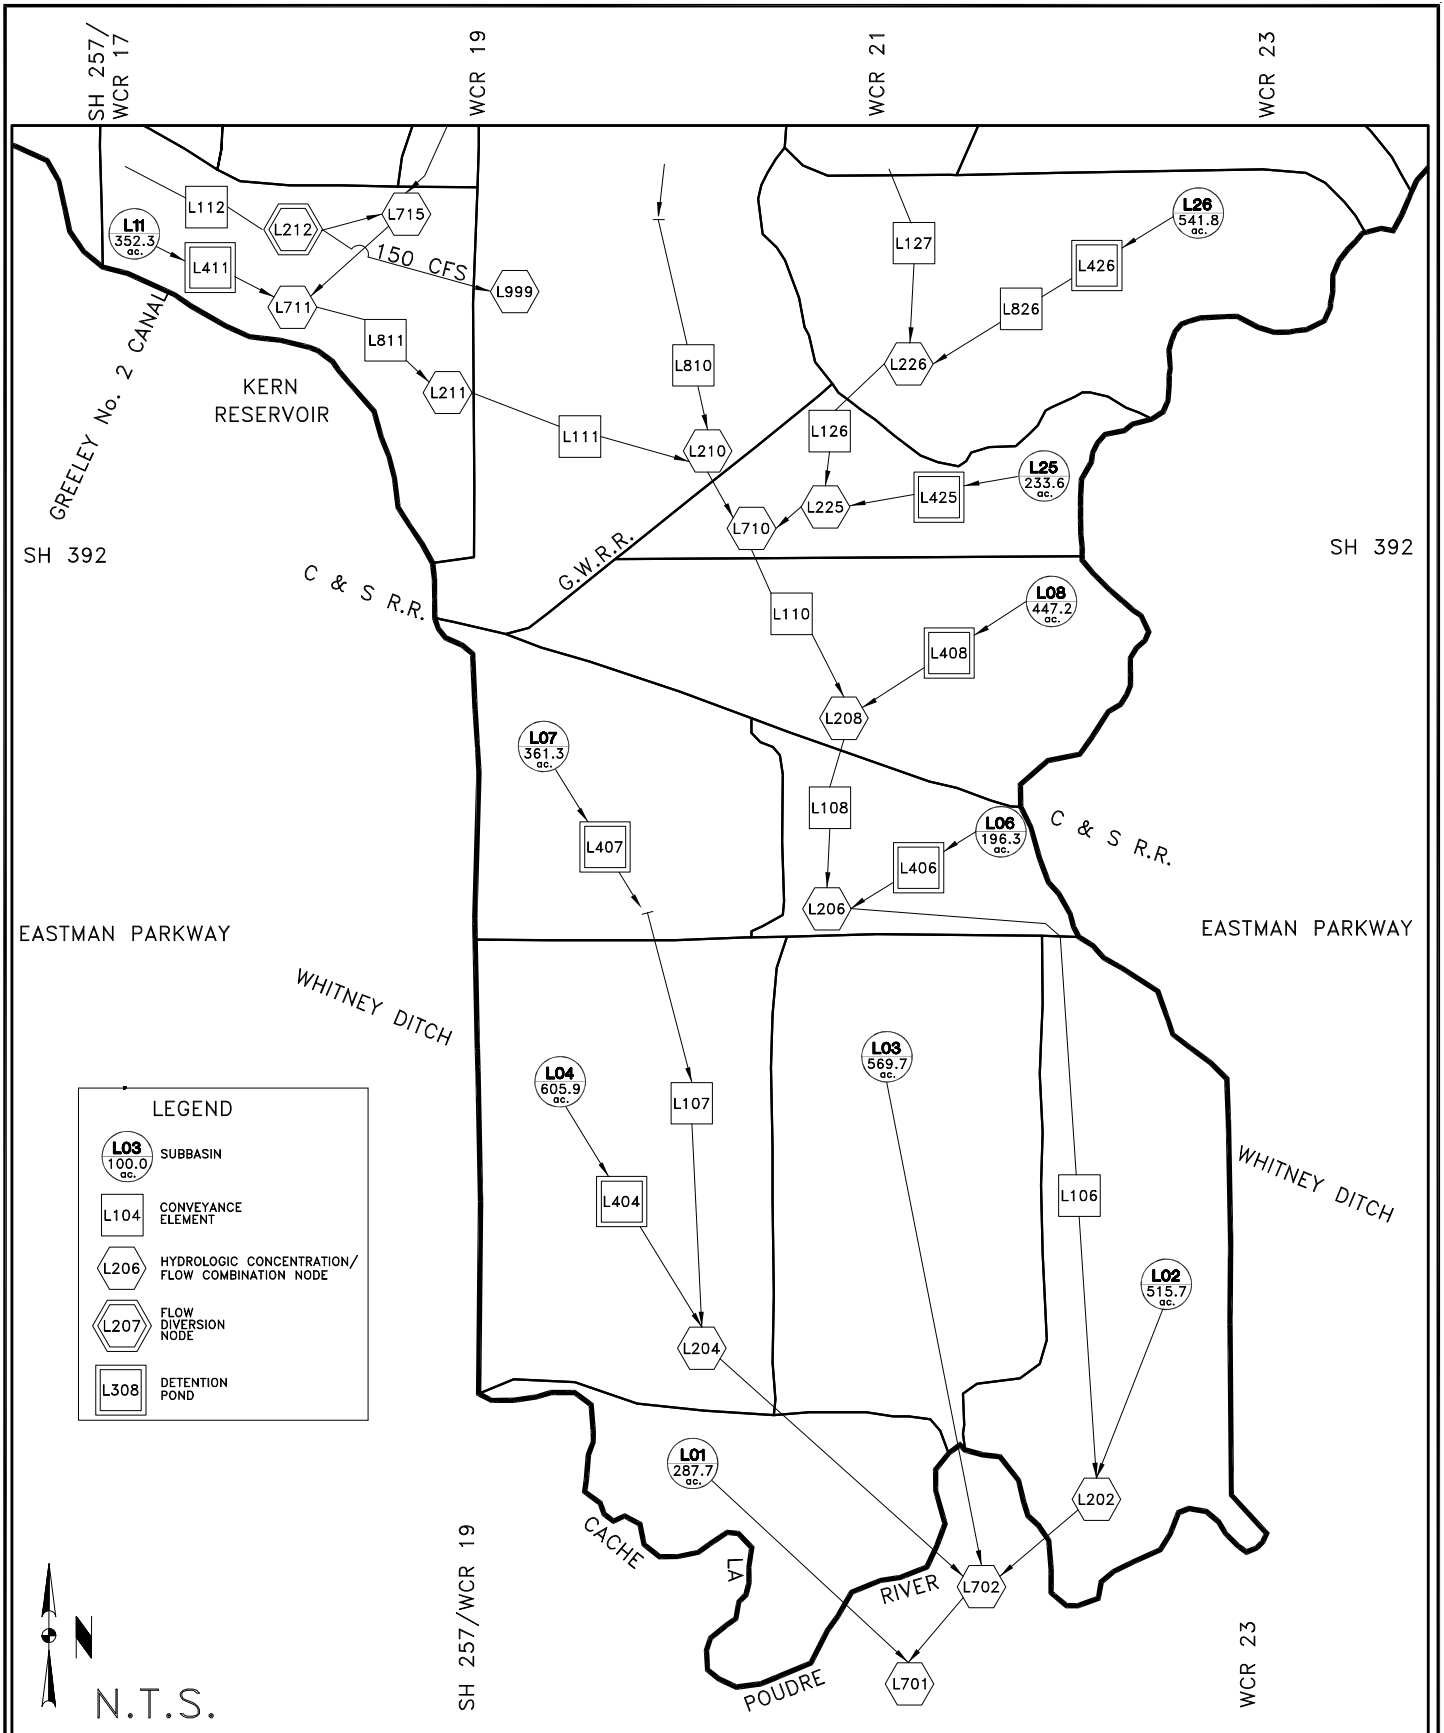 SH 257/
WCR 17
WCR 19
WCR 21
WCR 23
L112
L212
L715
L11
352.3
ac.
L411
150 CFS
L999
L711
L811
L211
L111
L810
L210
L127
L26
541.8
ac.
L426
L826
L226
L126
L25
233.6
ac.
L425
L225
L710
GREELEY No. 2 CANAL
KERN
RESERVOIR
SH 392
SH 392
C & S R.R.
G.W.R.R.
L110
L08
447.2
ac.
L408
L208
L07
361.3
ac.
L407
L108
L06
196.3
ac.
L406
L206
C & S R.R.
EASTMAN PARKWAY
EASTMAN PARKWAY
WHITNEY DITCH
L04
605.9
ac.
L107
L03
569.7
ac.
L404
L106
WHITNEY DITCH
L02
515.7
ac.
L204
L01
287.7
ac.
L202
L702
L701
LEGEND
L03
100.0
ac.
SUBBASIN
L104
CONVEYANCE
ELEMENT
L206
HYDROLOGIC CONCENTRATION/
FLOW COMBINATION NODE
L207
FLOW
DIVERSION
NODE
L308
DETENTION
POND
CACHE
LA
POUDRE
RIVER
SH 257/WCR 19
WCR 23
N
N.T.S.